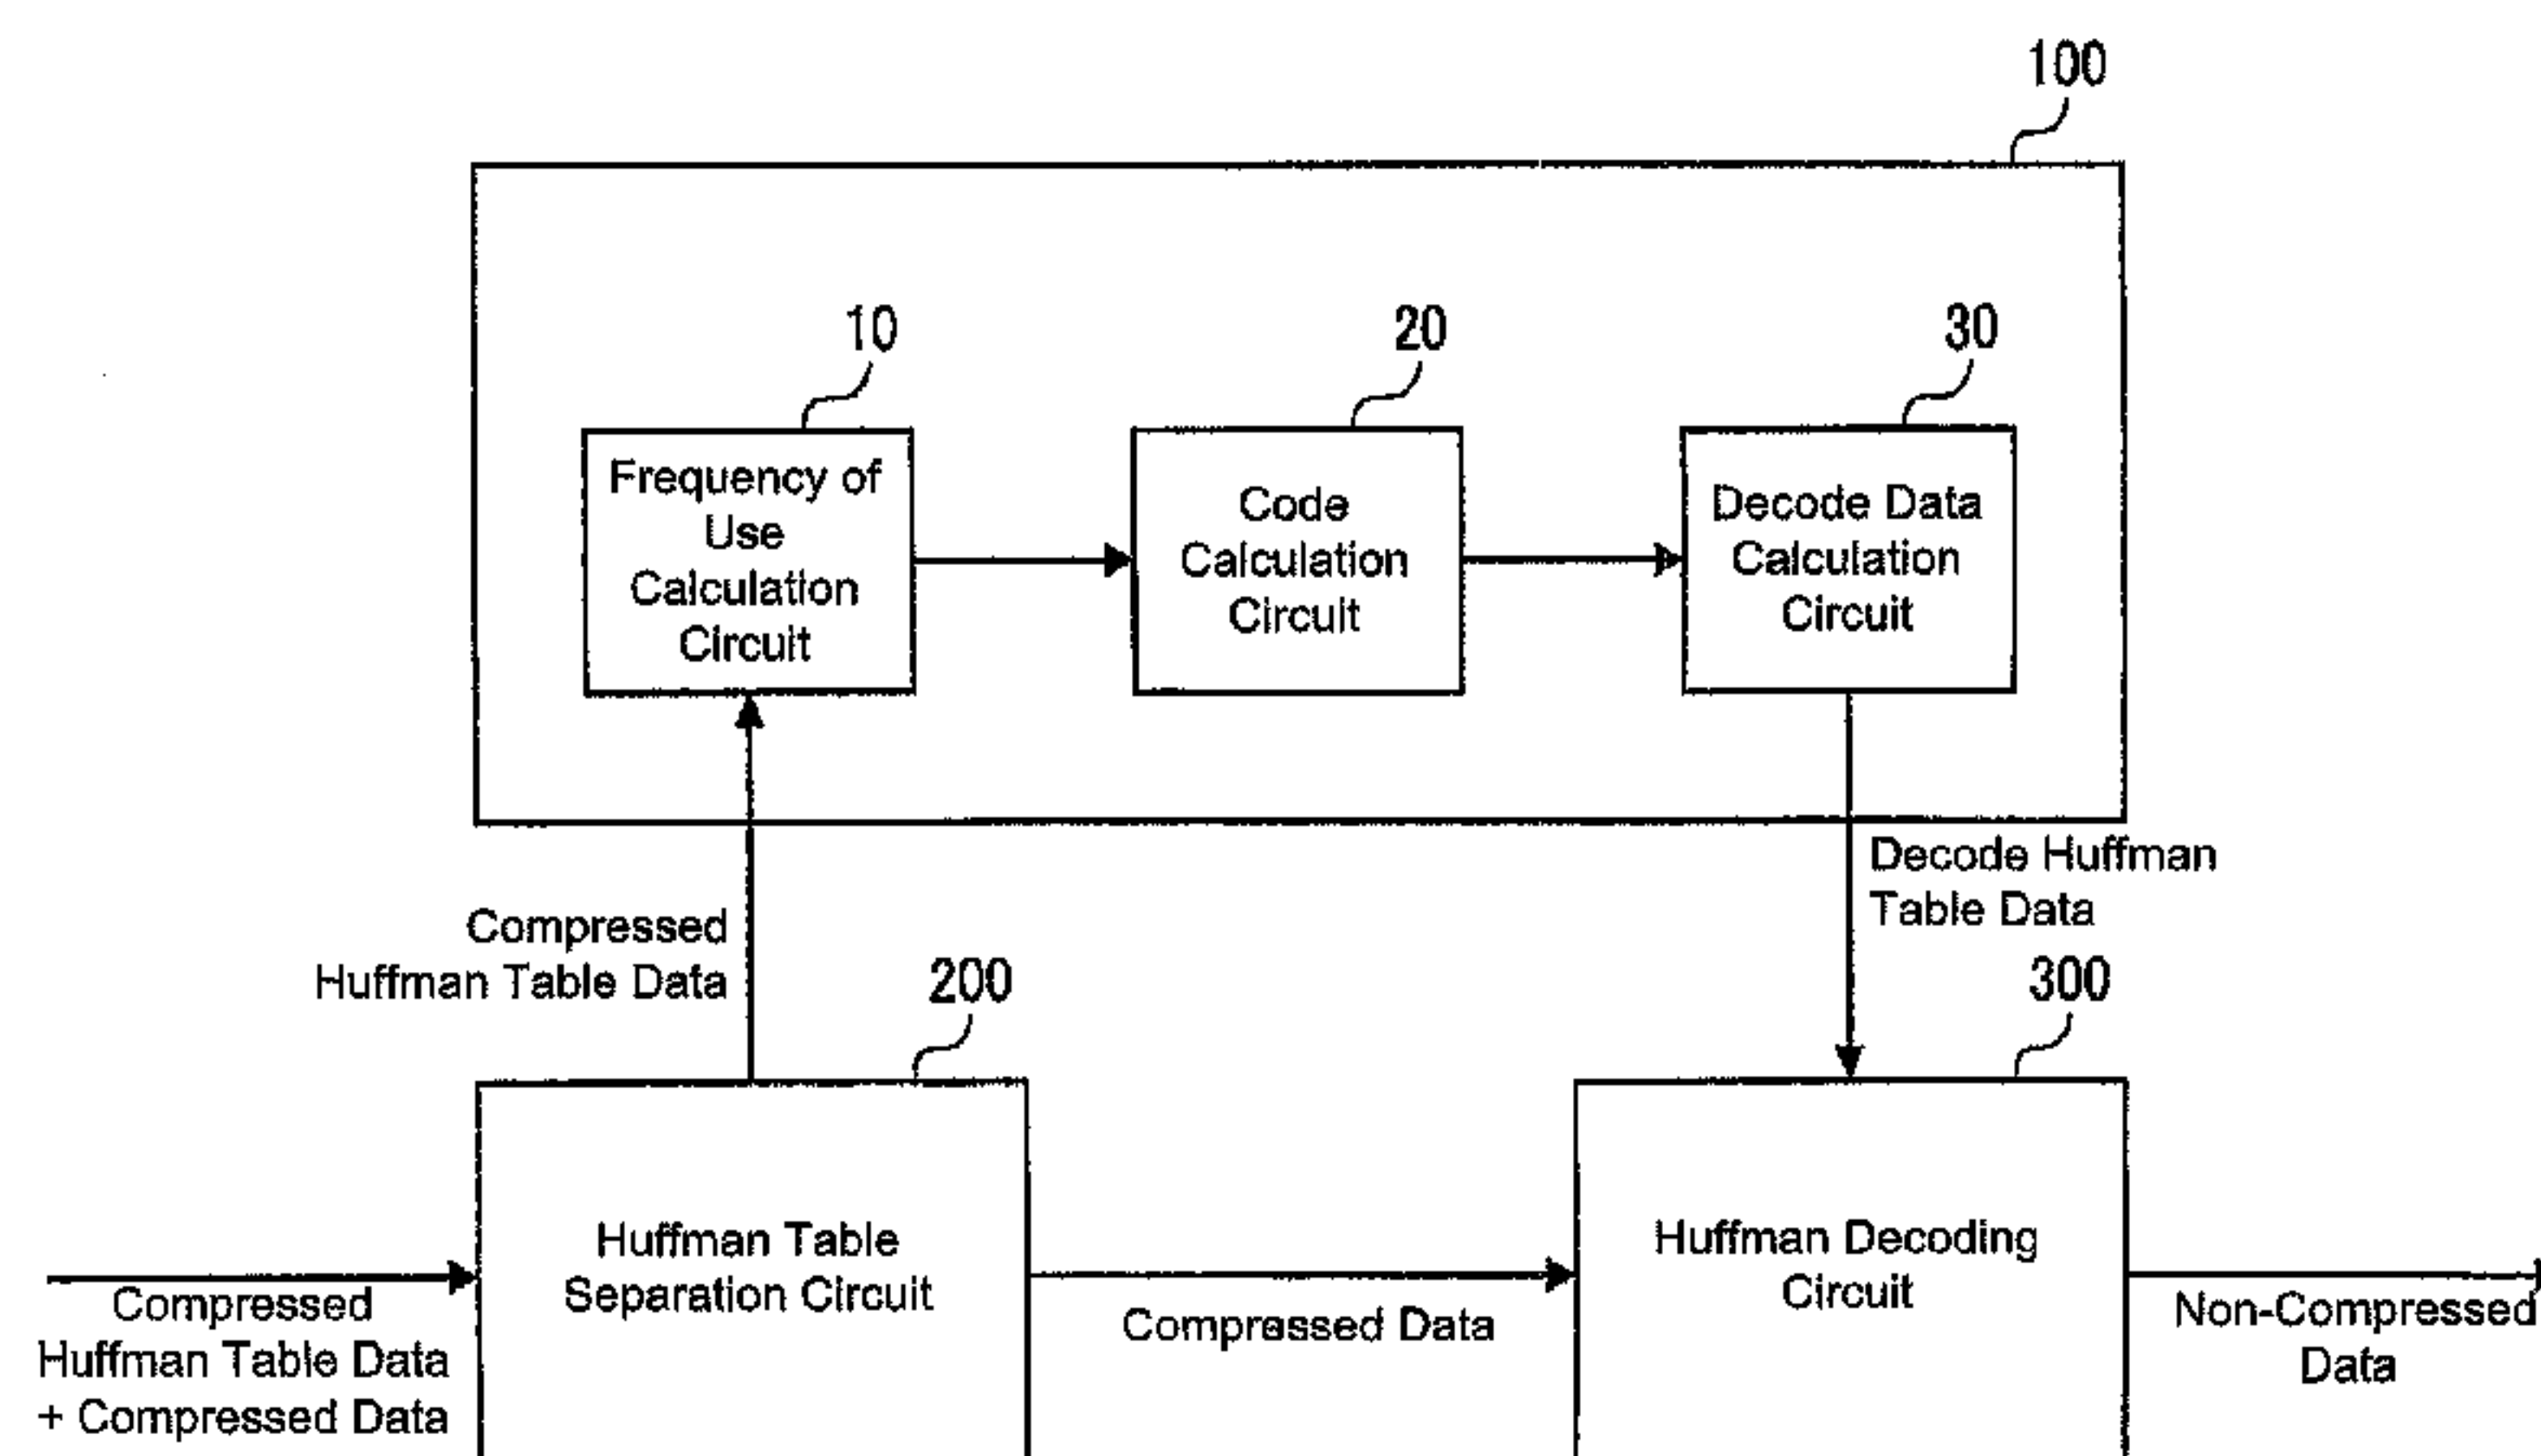 100
10
20
30
Frequency of
Use
Calculation
Circuit
Code
Calculation
Circuit
Decode Data
Calculation
Circuit
Decode Huffman
Table Data
Compressed
Huffman Table Data
200
300
Huffman Table
Separation Circuit
Huffman Decoding
Circuit
Compressed
Huffman Table Data
+ Compressed Data
Compressed Data
Non-Compressed
Data